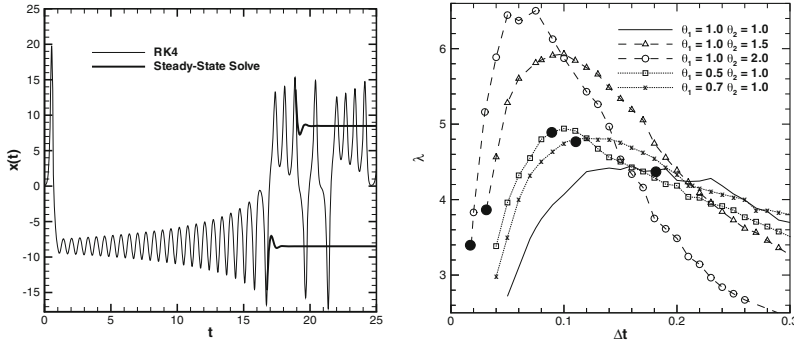 25
20
15
10
5
0
-5
-10
-15
x(t)
RK4
Steady-State Solve
0 5 10 15 20 25
t
6
5
4
3
λ
θ₁ = 1.0 θ₂ = 1.0
θ₁ = 1.0 θ₂ = 1.5
θ₁ = 1.0 θ₂ = 2.0
θ₁ = 0.5 θ₂ = 1.0
θ₁ = 0.7 θ₂ = 1.0
0 0.1 0.2 0.3
Δt